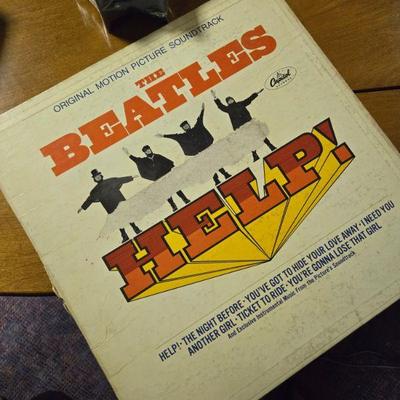 ORIGINAL MOTION PICTURE SOUNDTRACK
THE
BEATLES
Capitol
HELP!
HELP! · THE NIGHT BEFORE · YOU'VE GOT TO HIDE YOUR LOVE AWAY · I NEED YOU
ANOTHER GIRL · TICKET TO RIDE · YOU'RE GONNA LOSE THAT GIRL
And Exclusive Instrumental Music From the Picture's Soundtrack